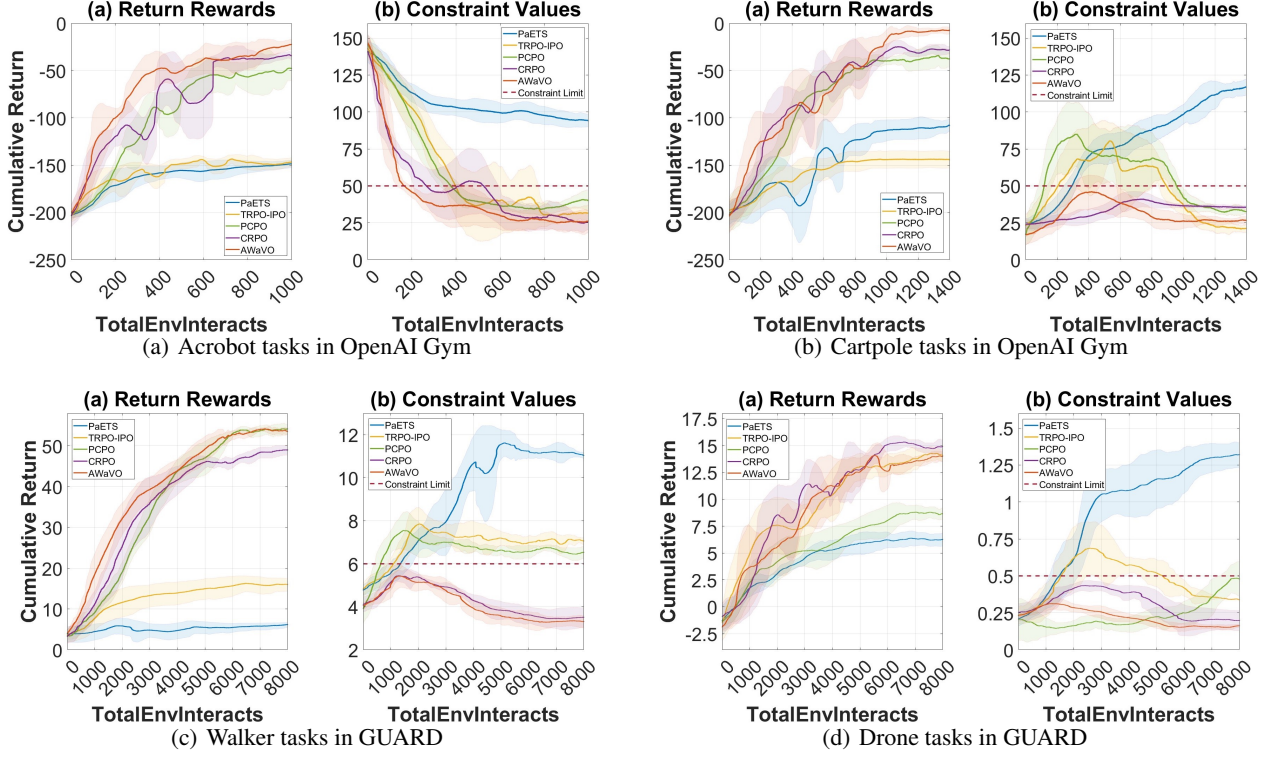 (a) Return Rewards
Cumulative Return
0
-50
-100
-150
-200
-250
0
200
400
600
800
1000
TotalEnvInteracts
PaETS
TRPO-IPO
PCPO
CRPO
AWaVO
(b) Constraint Values
150
125
100
75
50
25
0
0
200
400
600
800
1000
TotalEnvInteracts
PaETS
TRPO-IPO
PCPO
CRPO
AWaVO
Constraint Limit
(a) Acrobot tasks in OpenAI Gym
(a) Return Rewards
Cumulative Return
0
-50
-100
-150
-200
-250
0
200
400
600
800
1000
1200
1400
TotalEnvInteracts
PaETS
TRPO-IPO
PCPO
CRPO
AWaVO
(b) Constraint Values
150
125
100
75
50
25
0
0
200
400
600
800
1000
1200
1400
TotalEnvInteracts
PaETS
TRPO-IPO
PCPO
CRPO
AWaVO
Constraint Limit
(b) Cartpole tasks in OpenAI Gym
(a) Return Rewards
Cumulative Return
50
40
30
20
10
0
0
1000
2000
3000
4000
5000
6000
7000
8000
TotalEnvInteracts
PaETS
TRPO-IPO
PCPO
CRPO
AWaVO
(b) Constraint Values
12
10
8
6
4
2
0
1000
2000
3000
4000
5000
6000
7000
8000
TotalEnvInteracts
PaETS
TRPO-IPO
PCPO
CRPO
AWaVO
Constraint Limit
(c) Walker tasks in GUARD
(a) Return Rewards
Cumulative Return
17.5
15
12.5
10
7.5
5
2.5
0
-2.5
0
1000
2000
3000
4000
5000
6000
7000
8000
TotalEnvInteracts
PaETS
TRPO-IPO
PCPO
CRPO
AWaVO
(b) Constraint Values
1.5
1.25
1
0.75
0.5
0.25
0
0
1000
2000
3000
4000
5000
6000
7000
8000
TotalEnvInteracts
PaETS
TRPO-IPO
PCPO
CRPO
AWaVO
Constraint Limit
(d) Drone tasks in GUARD